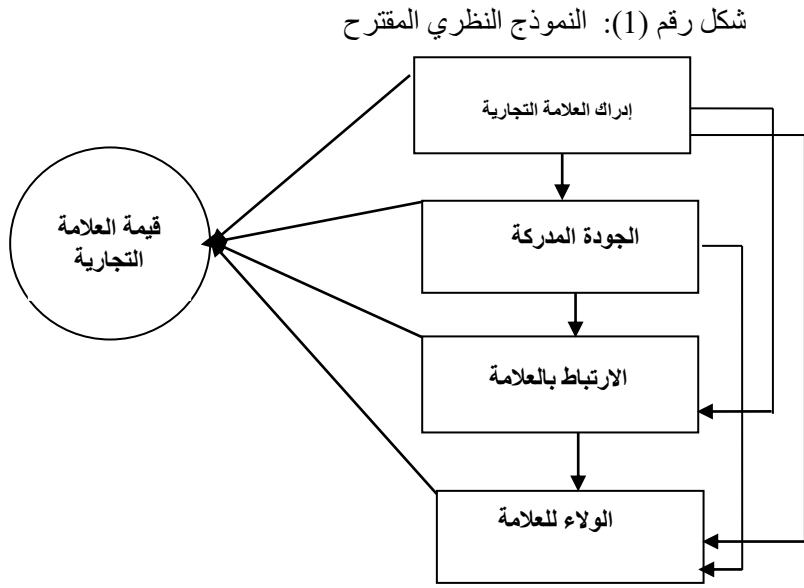 شكل رقم (1): النموذج النظري المقترح
إدراك العلامة التجارية
الجودة المدركة
قيمة العلامة
التجارية
الارتباط بالعلامة
الولاء للعلامة